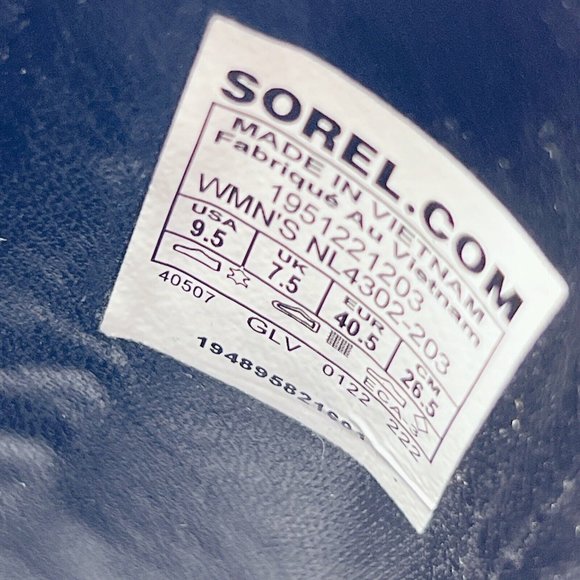 SOREL.COM
MADE IN VIETNAM
Fabriqué Au Vietnam
1951221203
WMN'S NL4302-203
USA UK EUR CM
9.5 7.5 40.5 26.5
40507 GLV 0122 222